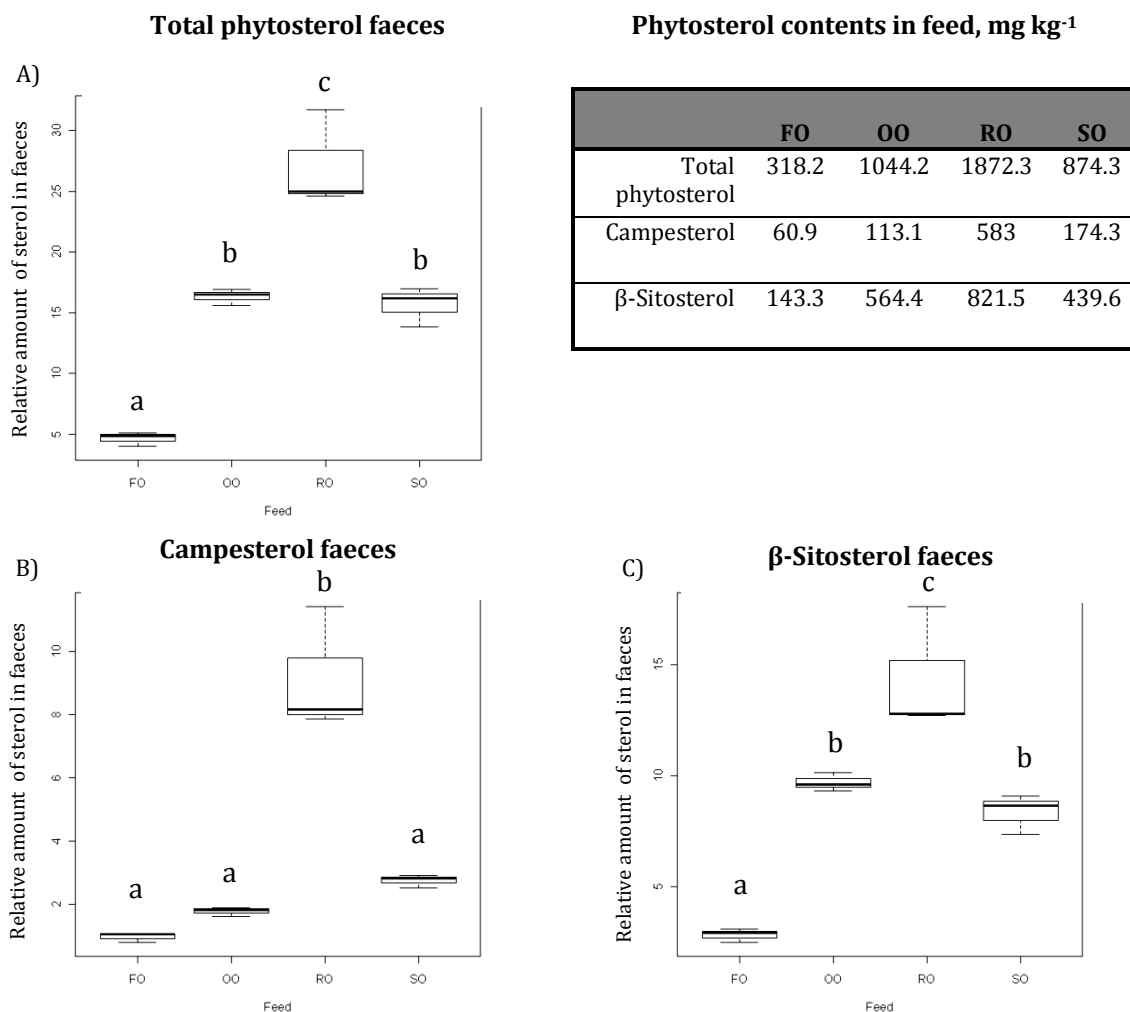 Total phytosterol faeces
A)
Relative amount of sterol in faeces
30
25
20
15
10
5
a
b
c
b
FO OO RO SO
Feed
Phytosterol contents in feed, mg kg-1
FO OO RO SO
Total phytosterol 318.2 1044.2 1872.3 874.3
Campesterol 60.9 113.1 583 174.3
β-Sitosterol 143.3 564.4 821.5 439.6
Campesterol faeces
B)
Relative amount of sterol in faeces
10
8
6
4
2
a
a
b
a
FO OO RO SO
Feed
β-Sitosterol faeces
C)
Relative amount of sterol in faeces
15
10
5
a
b
c
b
FO OO RO SO
Feed